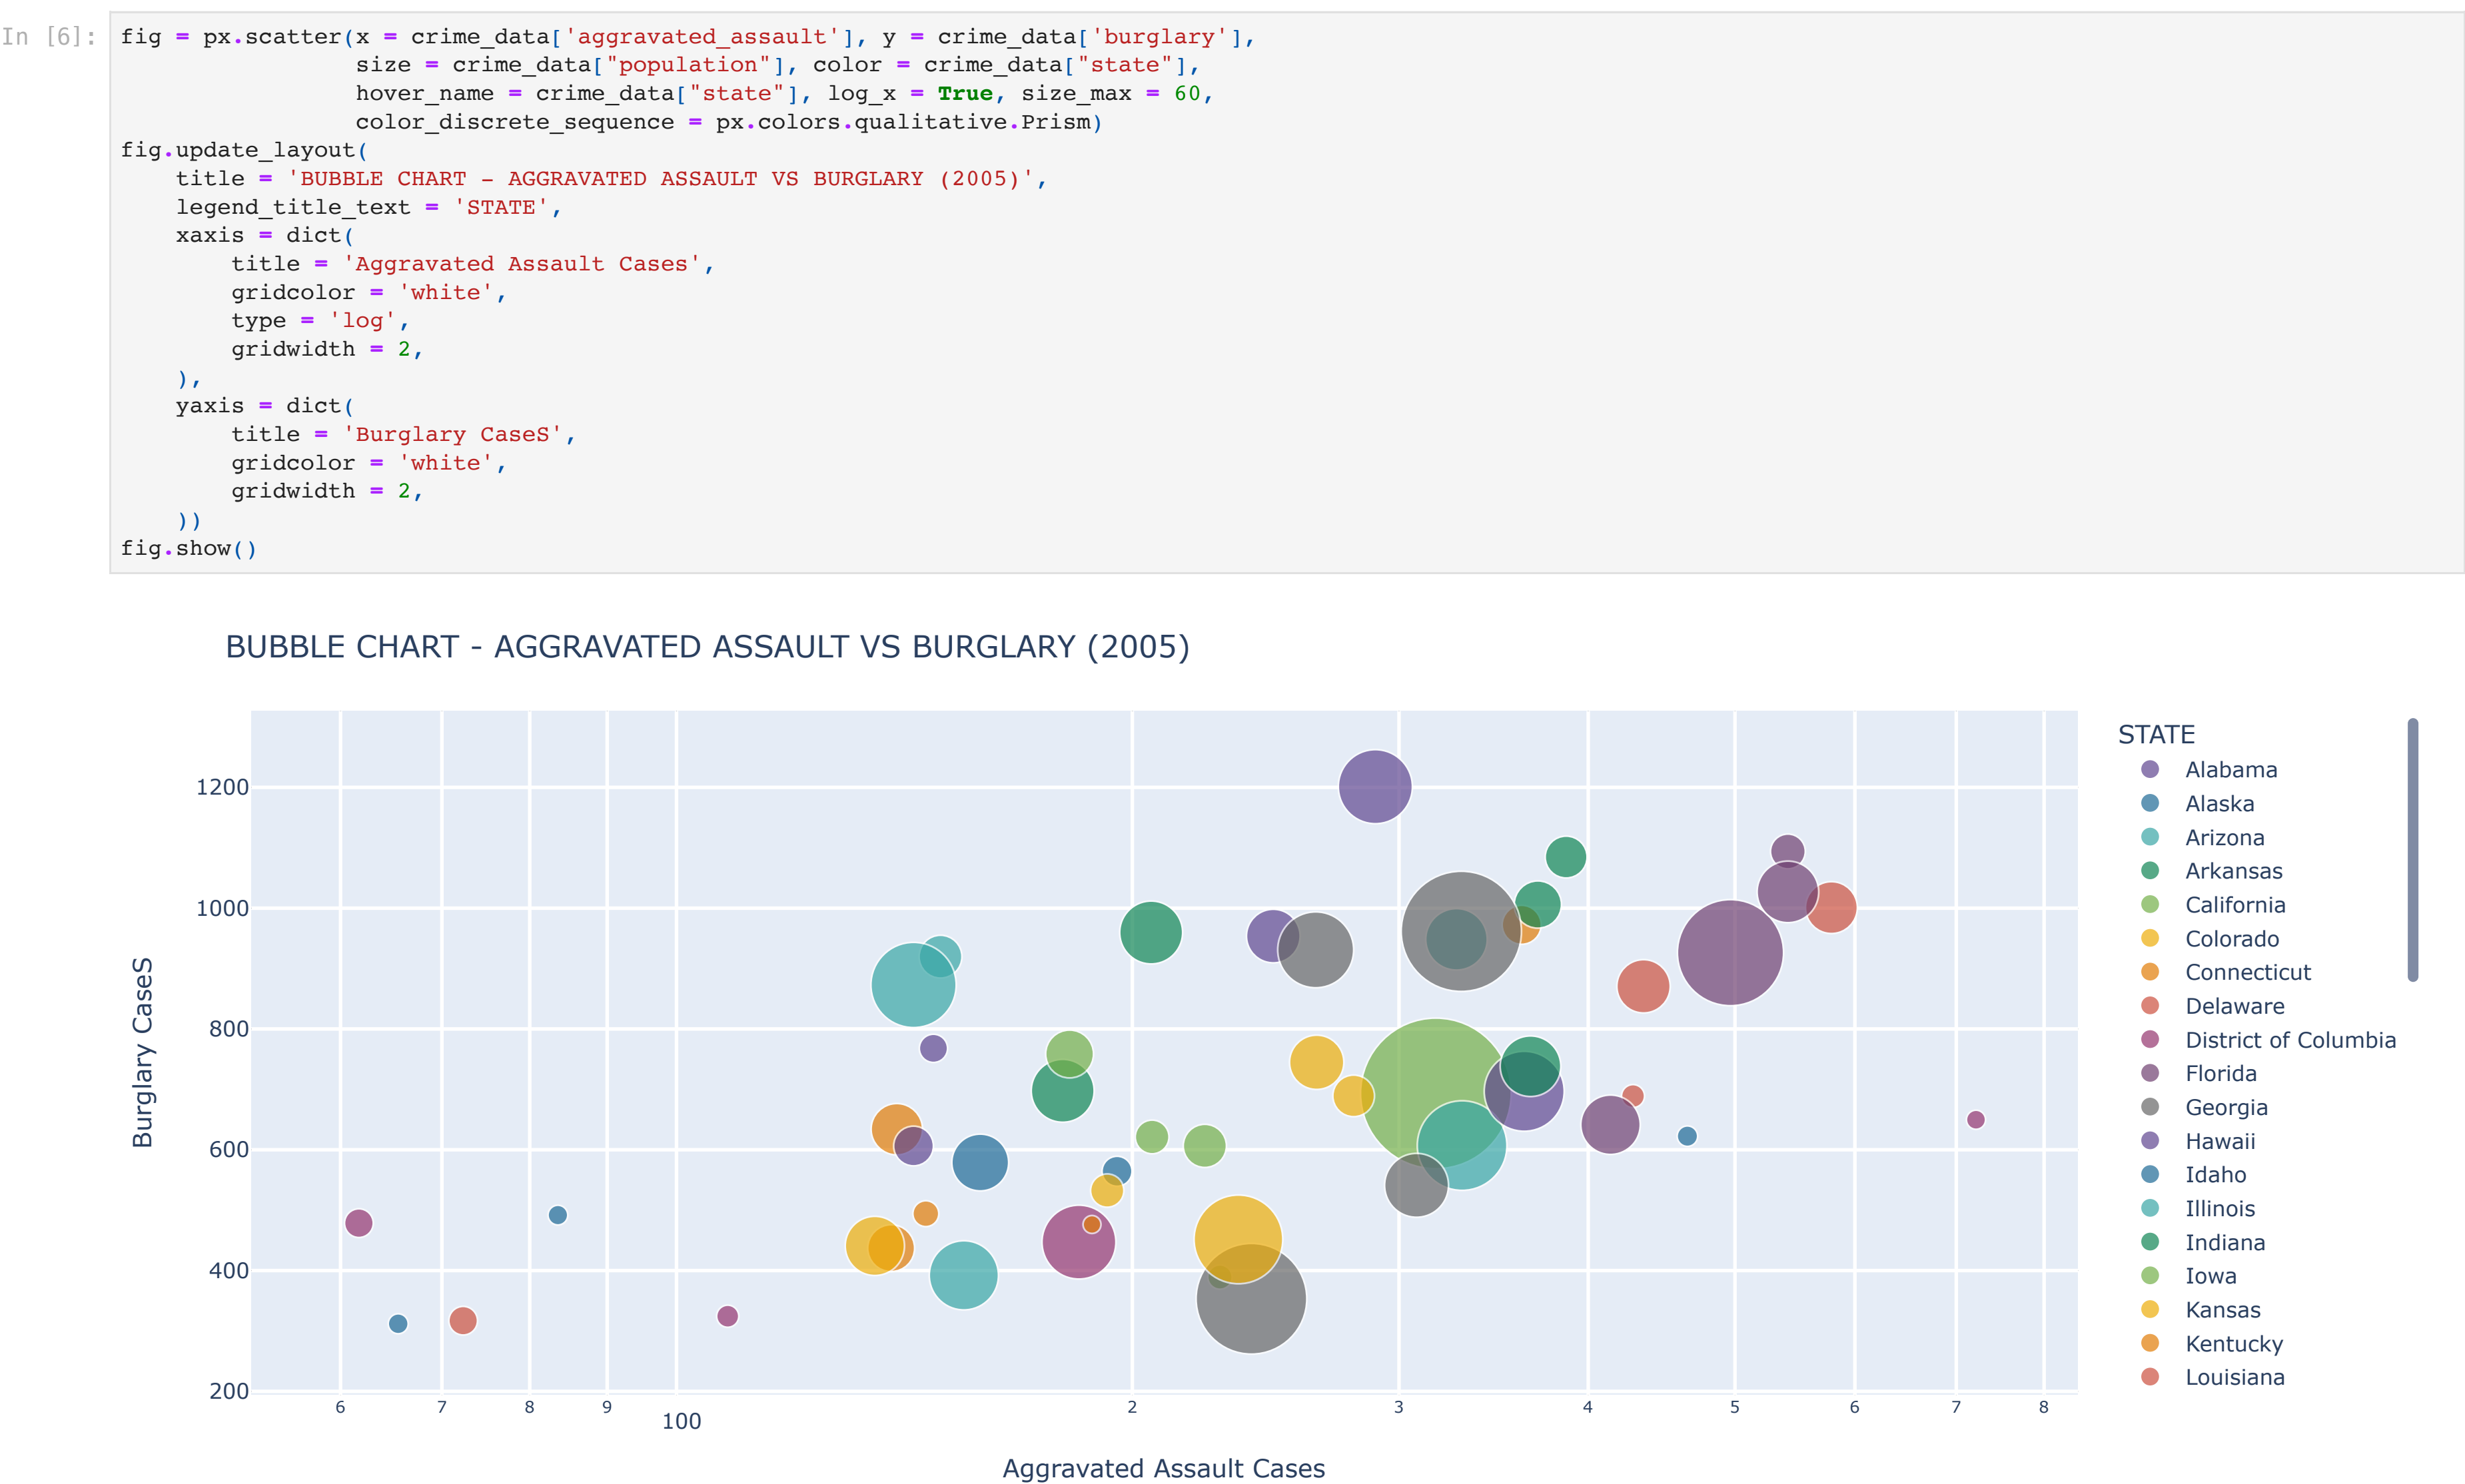 In [6]:
fig = px.scatter(x = crime_data['aggravated_assault'], y = crime_data['burglary'],
                 size = crime_data["population"], color = crime_data["state"],
                 hover_name = crime_data["state"], log_x = True, size_max = 60,
                 color_discrete_sequence = px.colors.qualitative.Prism)
fig.update_layout(
    title = 'BUBBLE CHART - AGGRAVATED ASSAULT VS BURGLARY (2005)',
    legend_title_text = 'STATE',
    xaxis = dict(
        title = 'Aggravated Assault Cases',
        gridcolor = 'white',
        type = 'log',
        gridwidth = 2,
    ),
    yaxis = dict(
        title = 'Burglary CaseS',
        gridcolor = 'white',
        gridwidth = 2,
    ))
fig.show()
BUBBLE CHART - AGGRAVATED ASSAULT VS BURGLARY (2005)
Burglary CaseS
1200
1000
800
600
400
200
6 7 8 9 100 2 3 4 5 6 7 8
Aggravated Assault Cases
STATE
Alabama
Alaska
Arizona
Arkansas
California
Colorado
Connecticut
Delaware
District of Columbia
Florida
Georgia
Hawaii
Idaho
Illinois
Indiana
Iowa
Kansas
Kentucky
Louisiana